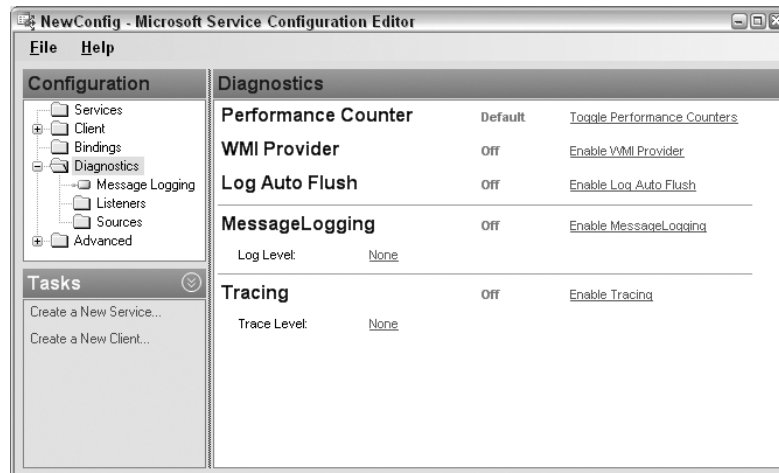 NewConfig - Microsoft Service Configuration Editor
File Help
Configuration
Services
Client
Bindings
Diagnostics
Message Logging
Listeners
Sources
Advanced
Tasks
Create a New Service...
Create a New Client...
Diagnostics
Performance Counter Default Toggle Performance Counters
WMI Provider Off Enable WMI Provider
Log Auto Flush Off Enable Log Auto Flush
MessageLogging Off Enable MessageLogging
Log Level: None
Tracing Off Enable Tracing
Trace Level: None